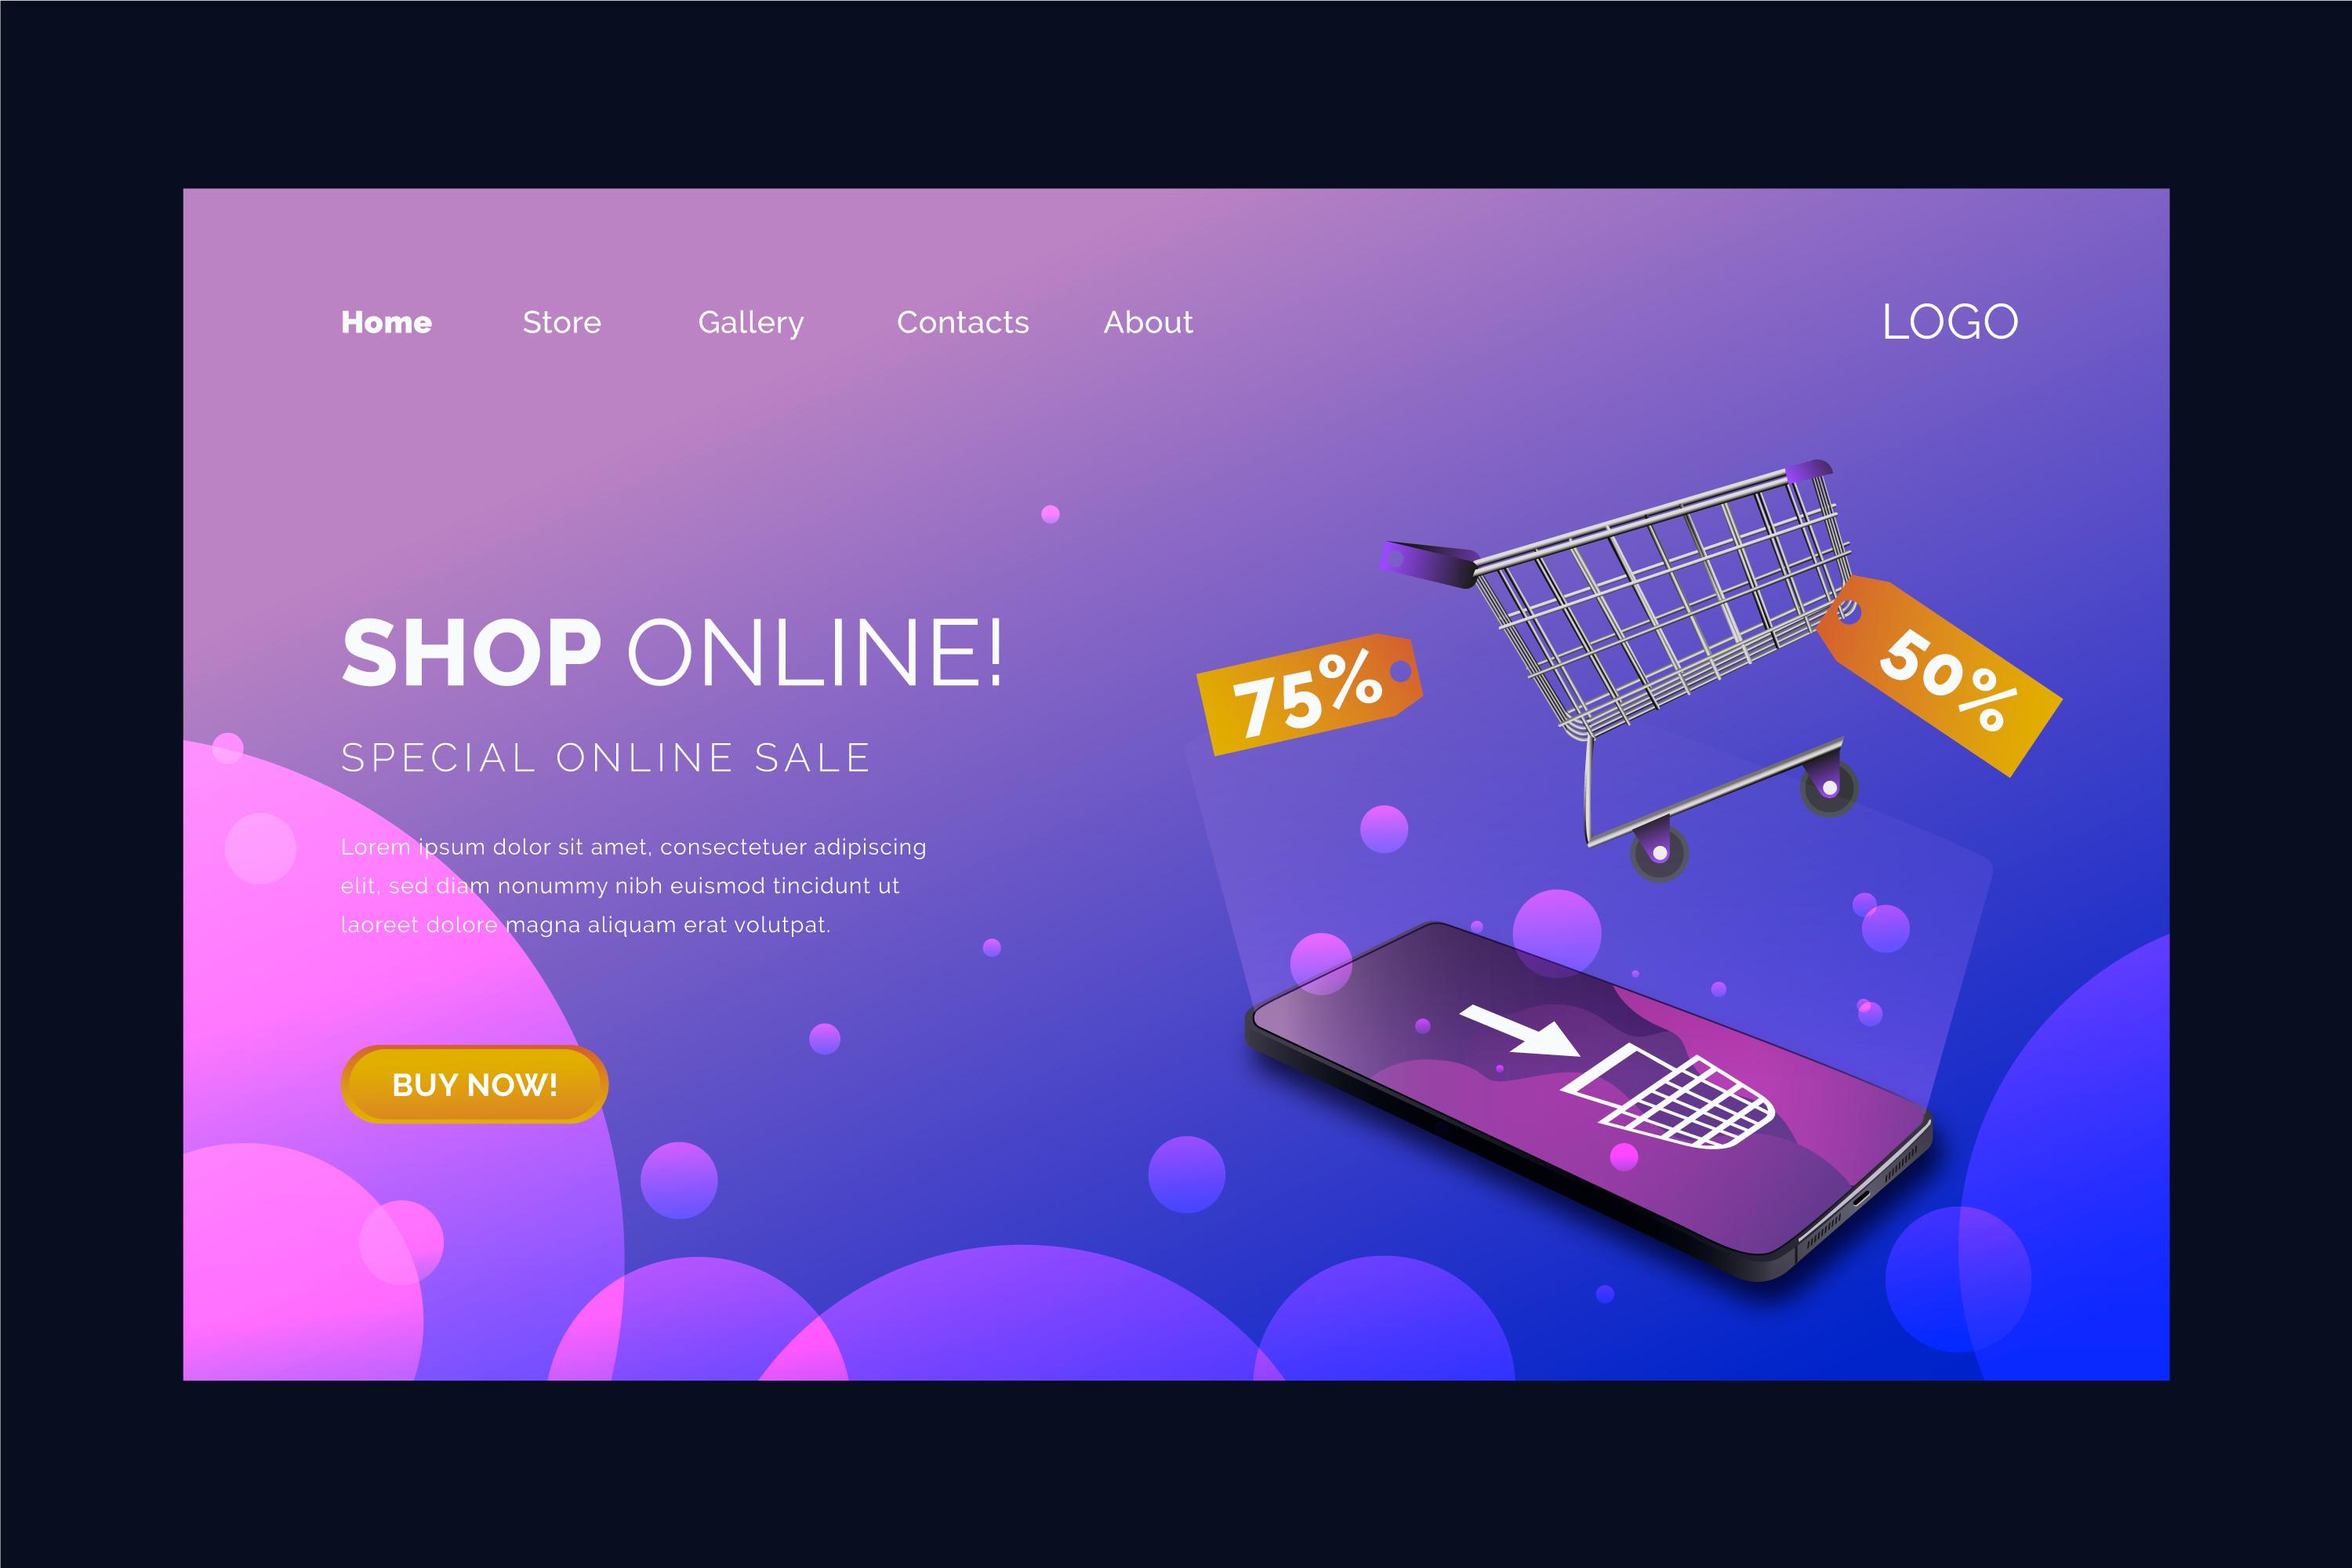 Home Store Gallery Contacts About LOGO
SHOP ONLINE!
SPECIAL ONLINE SALE
Lorem ipsum dolor sit amet, consectetuer adipiscing
elit, sed diam nonummy nibh euismod tincidunt ut
laoreet dolore magna aliquam erat volutpat.
BUY NOW!
75%
50%